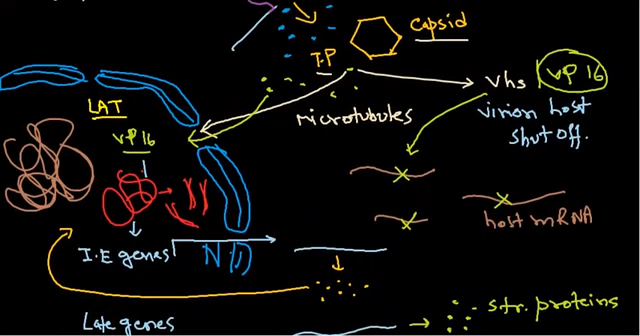 capsid
T.P
vhs
VP 16
LAT
microtubules
virion host
shut off.
VP 16
host mRNA
I.E genes
str. proteins
Late genes